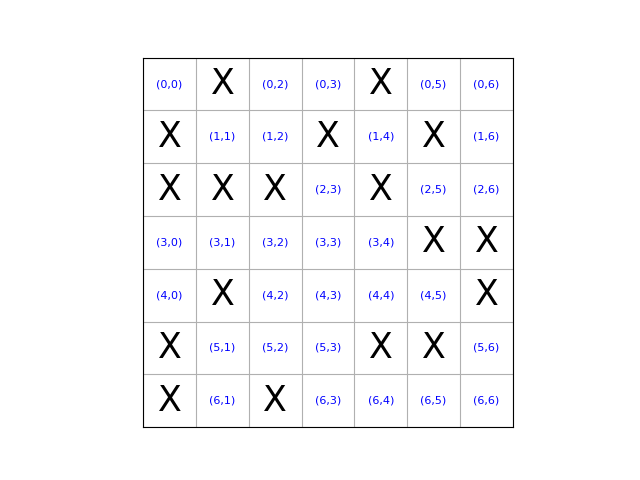 (0,0) X (0,2) (0,3) X (0,5) (0,6)
X (1,1) (1,2) X (1,4) X (1,6)
X X X (2,3) X (2,5) (2,6)
(3,0) (3,1) (3,2) (3,3) (3,4) X X
(4,0) X (4,2) (4,3) (4,4) (4,5) X
X (5,1) (5,2) (5,3) X X (5,6)
X (6,1) X (6,3) (6,4) (6,5) (6,6)